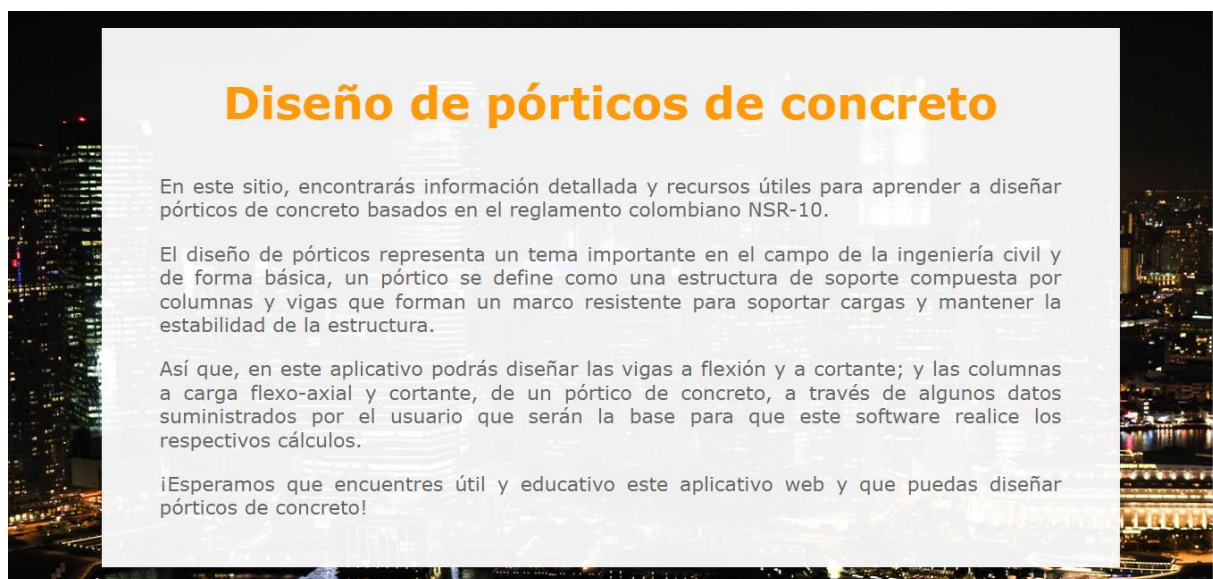 Diseño de pórticos de concreto
En este sitio, encontrarás información detallada y recursos útiles para aprender a diseñar
pórticos de concreto basados en el reglamento colombiano NSR-10.
El diseño de pórticos representa un tema importante en el campo de la ingeniería civil y
de forma básica, un pórtico se define como una estructura de soporte compuesta por
columnas y vigas que forman un marco resistente para soportar cargas y mantener la
estabilidad de la estructura.
Así que, en este aplicativo podrás diseñar las vigas a flexión y a cortante; y las columnas
a carga flexo-axial y cortante, de un pórtico de concreto, a través de algunos datos
suministrados por el usuario que serán la base para que este software realice los
respectivos cálculos.
¡Esperamos que encuentres útil y educativo este aplicativo web y que puedas diseñar
pórticos de concreto!